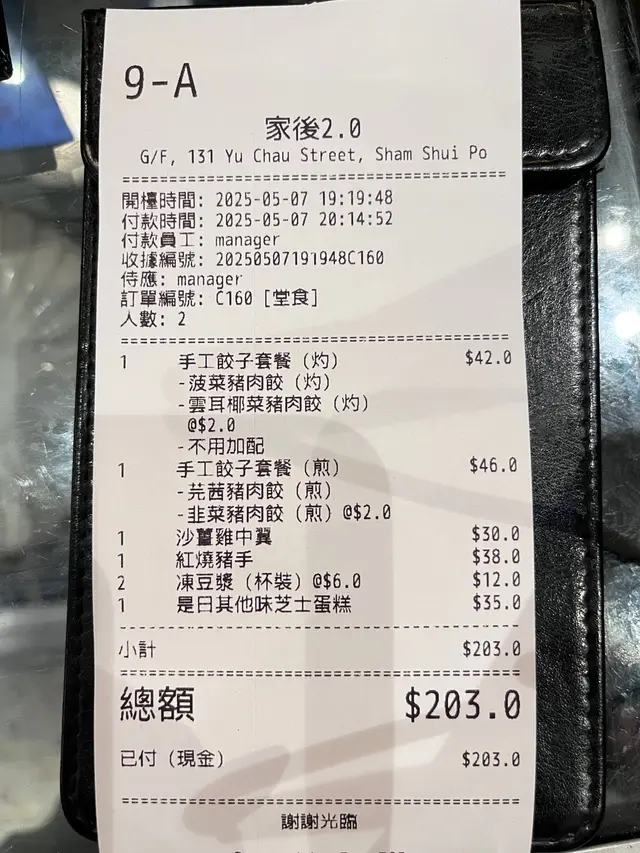 9-A
家後2.0
G/F, 131 Yu Chau Street, Sham Shui Po
開檯時間: 2025-05-07 19:19:48
付款時間: 2025-05-07 20:14:52
付款員工: manager
收據編號: 20250507191948C160
侍應: manager
訂單編號: C160 [堂食]
人數: 2
1 手工餃子套餐 (灼) $42.0
-菠菜豬肉餃 (灼)
-雲耳椰菜豬肉餃 (灼)
@$2.0
-不用加配
1 手工餃子套餐 (煎) $46.0
-芫茜豬肉餃 (煎)
-韭菜豬肉餃 (煎) @$2.0
1 沙薑雞中翼 $30.0
1 紅燒豬手 $38.0
2 凍豆漿 (杯裝) @$6.0 $12.0
1 是日其他味芝士蛋糕 $35.0
小計 $203.0
總額 $203.0
已付 (現金) $203.0
謝謝光臨